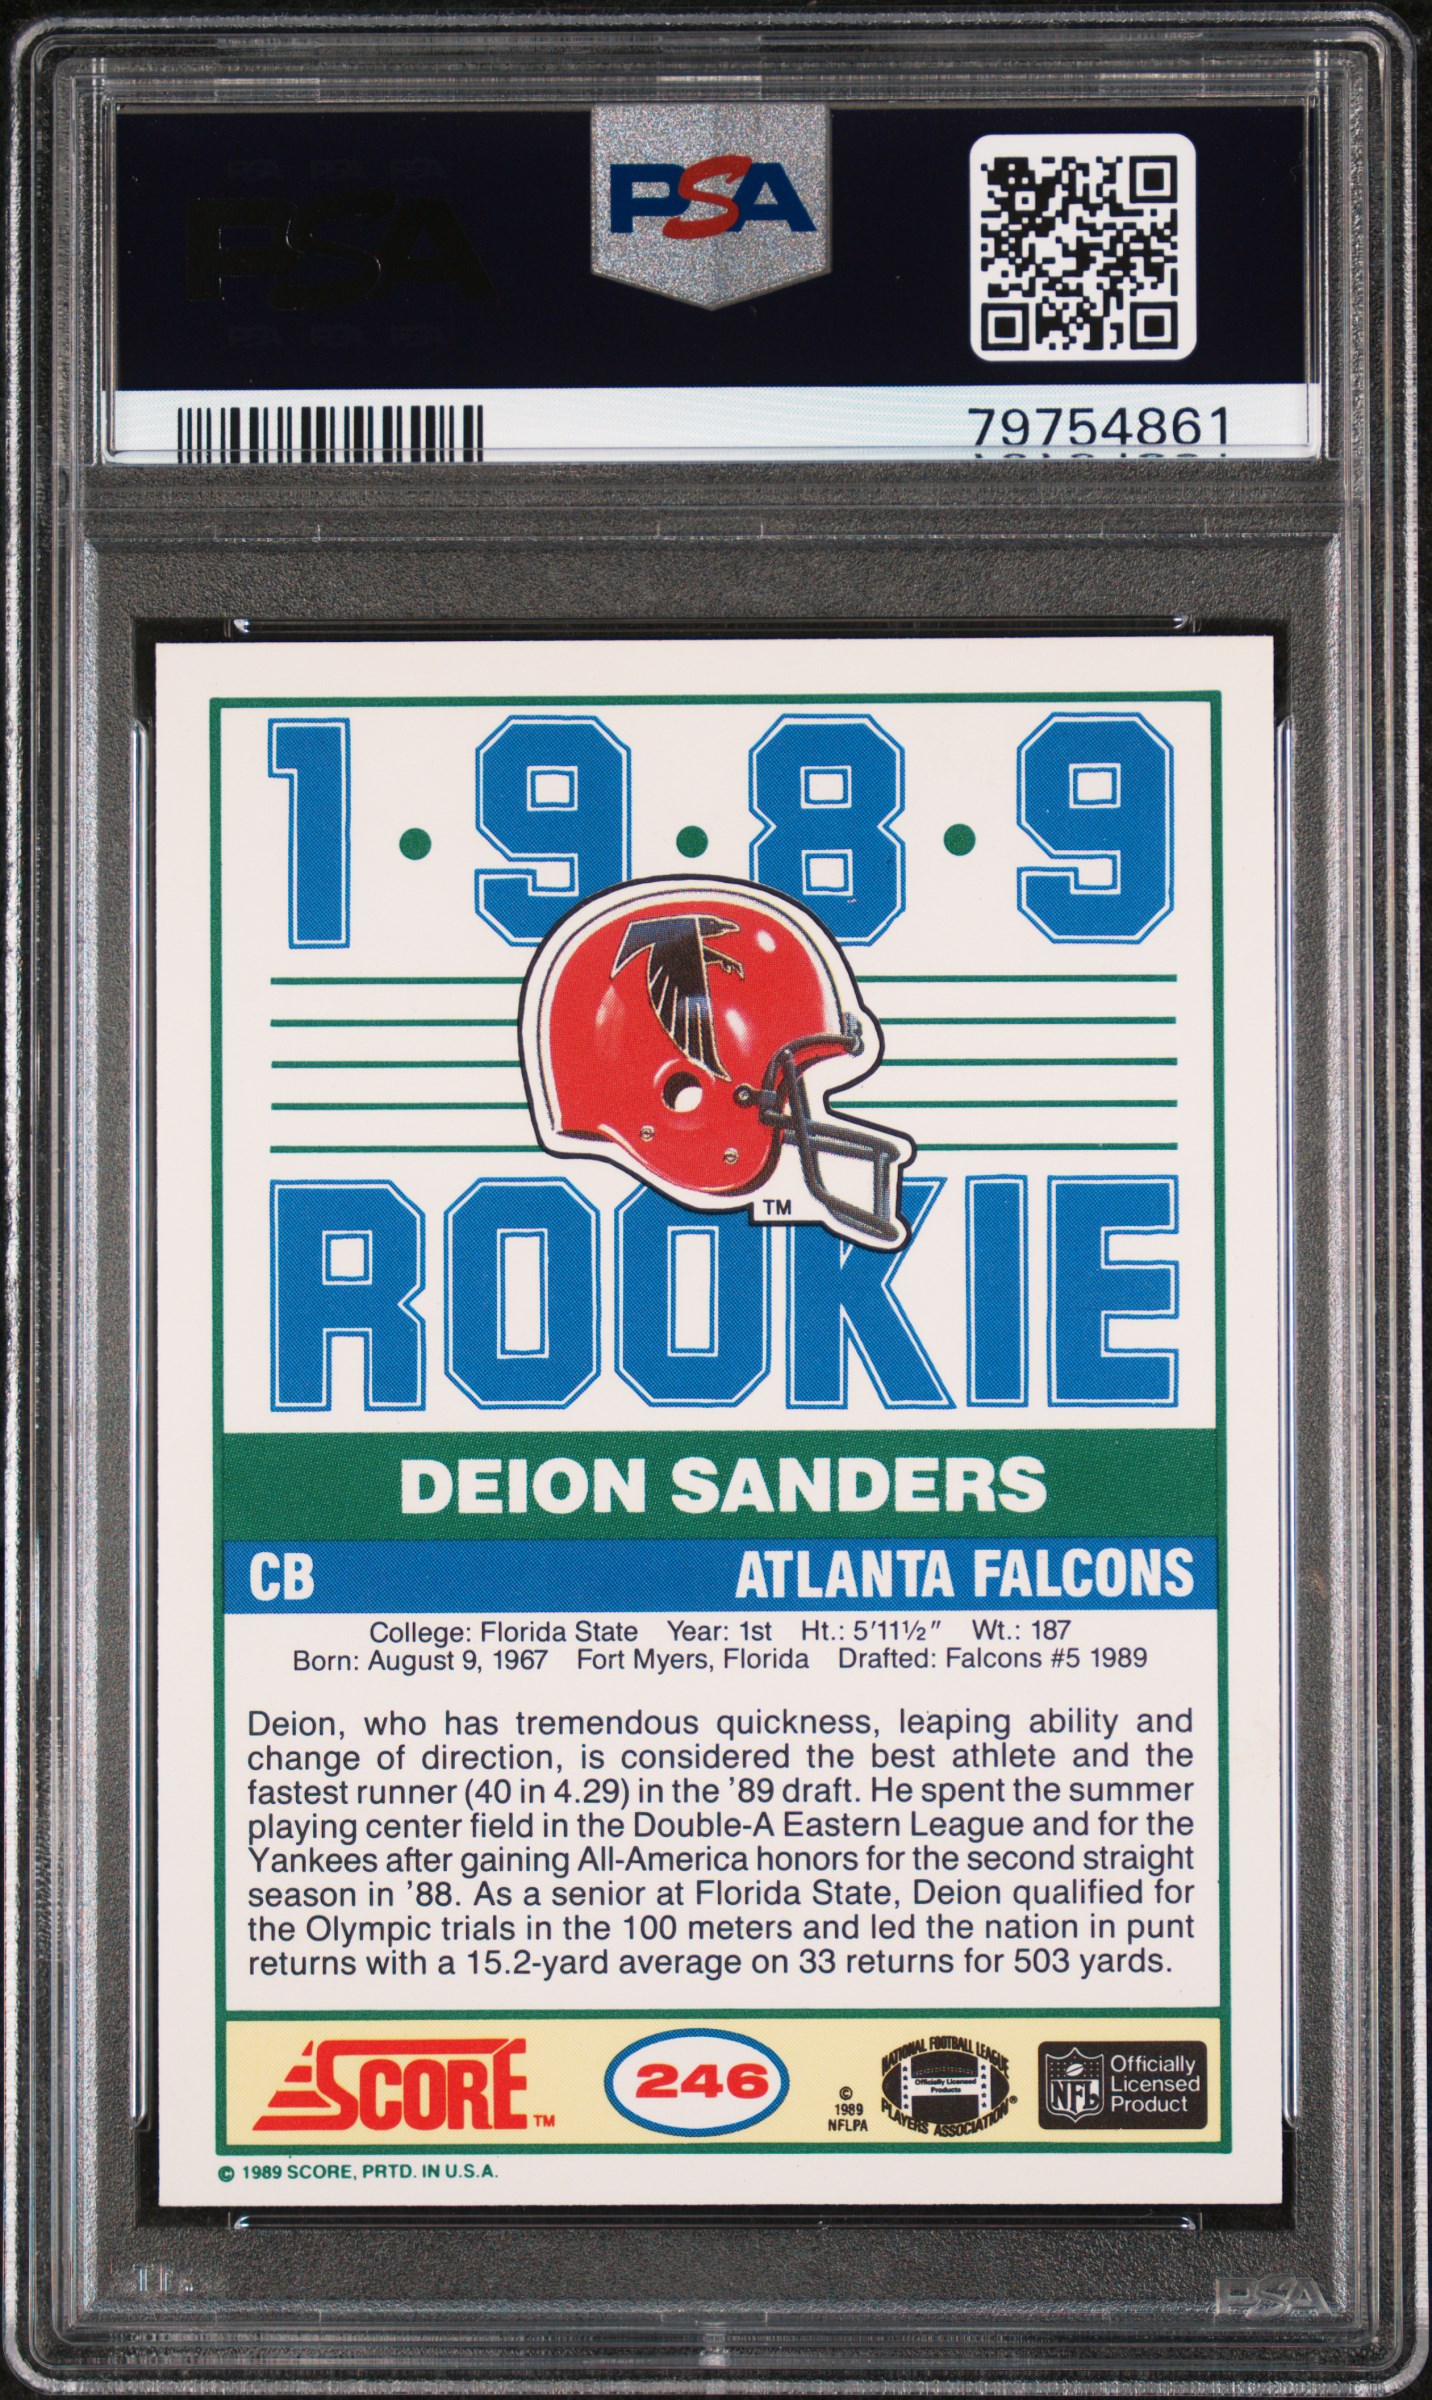 PSA
79754861
1•9•8•9
TM
ROOKIE
DEION SANDERS
CB ATLANTA FALCONS
College: Florida State Year: 1st Ht.: 5'11½" Wt.: 187
Born: August 9, 1967 Fort Myers, Florida Drafted: Falcons #5 1989
Deion, who has tremendous quickness, leaping ability and
change of direction, is considered the best athlete and the
fastest runner (40 in 4.29) in the '89 draft. He spent the summer
playing center field in the Double-A Eastern League and for the
Yankees after gaining All-America honors for the second straight
season in '88. As a senior at Florida State, Deion qualified for
the Olympic trials in the 100 meters and led the nation in punt
returns with a 15.2-yard average on 33 returns for 503 yards.
SCORE TM
246
©
1989
NFLPA
NATIONAL FOOTBALL LEAGUE
Officially Licensed
Products
PLAYERS ASSOCIATION ®
NFL
Officially
Licensed
Product
© 1989 SCORE, PRTD. IN U.S.A.
PSA